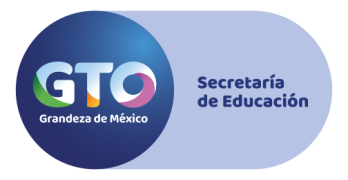 GTO
Grandeza de México
Secretaría
de Educación